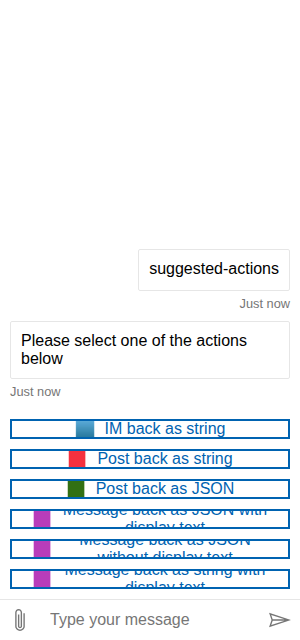 suggested-actions
Just now
Please select one of the actions
below
Just now
IM back as string
Post back as string
Post back as JSON
Message back as JSON with
display text
Message back as JSON
without display text
Message back as string with
display text
Type your message